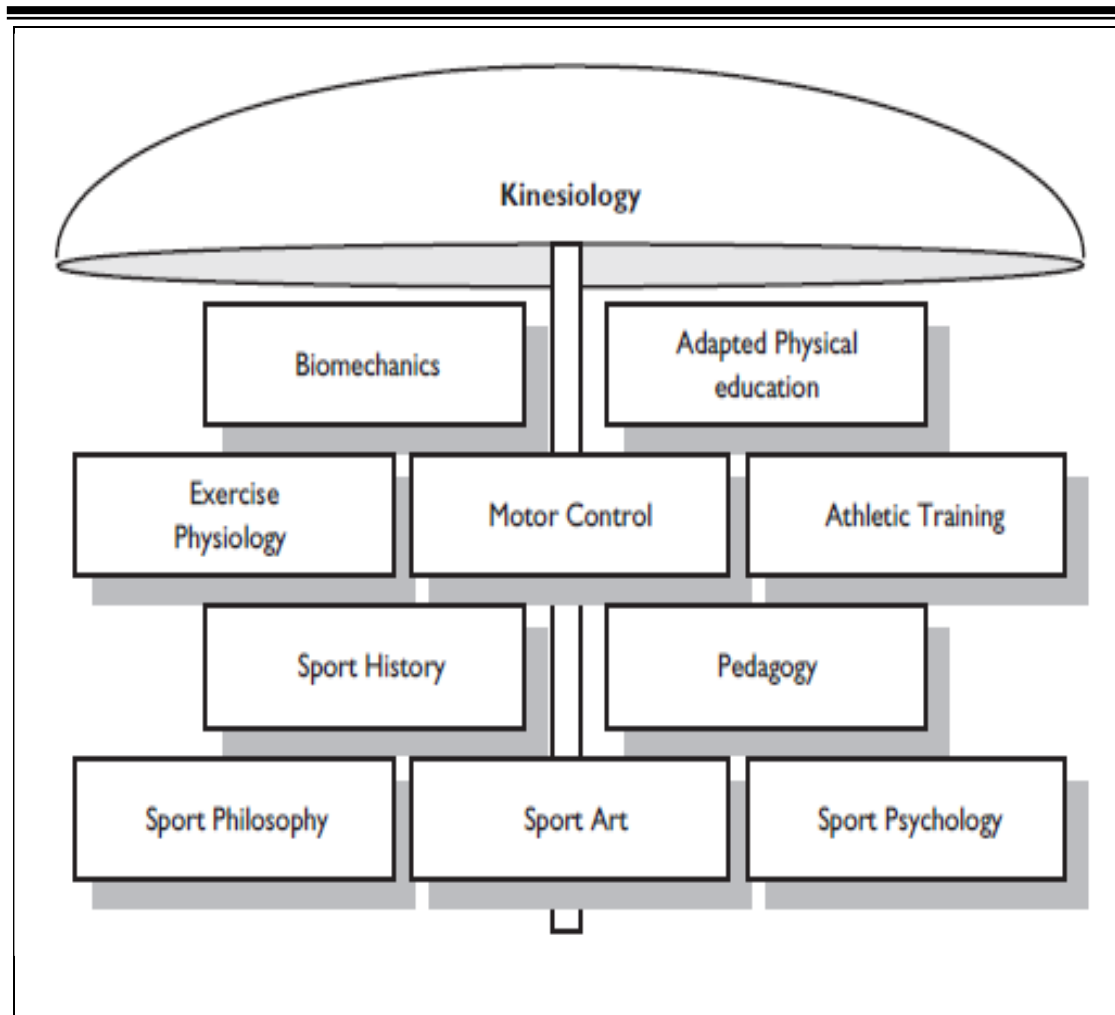 Kinesiology
Biomechanics
Adapted Physical
education
Exercise
Physiology
Motor Control
Athletic Training
Sport History
Pedagogy
Sport Philosophy
Sport Art
Sport Psychology